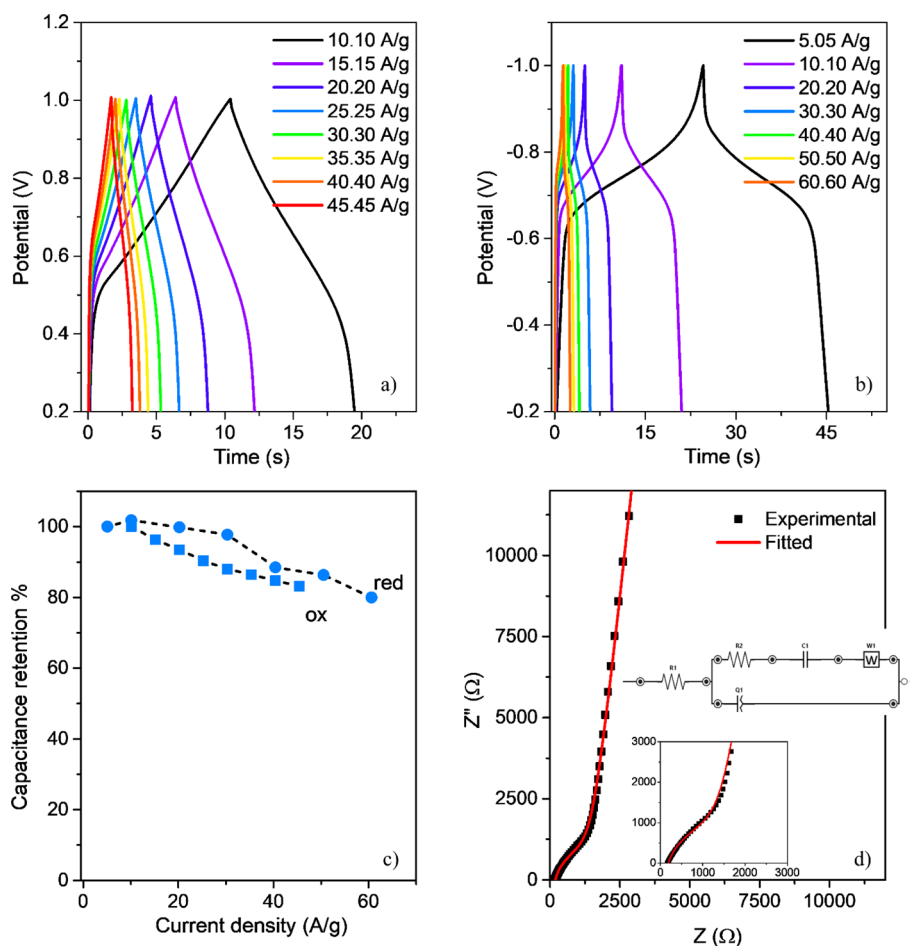 1.2
1.0
0.8
0.6
0.4
0.2
Potential (V)
0 5 10 15 20
Time (s)
10.10 A/g
15.15 A/g
20.20 A/g
25.25 A/g
30.30 A/g
35.35 A/g
40.40 A/g
45.45 A/g
a)
-1.0
-0.8
-0.6
-0.4
-0.2
Potential (V)
0 15 30 45
Time (s)
5.05 A/g
10.10 A/g
20.20 A/g
30.30 A/g
40.40 A/g
50.50 A/g
60.60 A/g
b)
100
80
60
40
20
0
Capacitance retention %
0 20 40 60
Current density (A/g)
red
ox
c)
10000
7500
5000
2500
0
Z'' (Ω)
0 2500 5000 7500 10000
Z (Ω)
Experimental
Fitted
R1
R2
C1
W1
W
Q1
3000
2000
1000
0
0 1000 2000 3000
d)